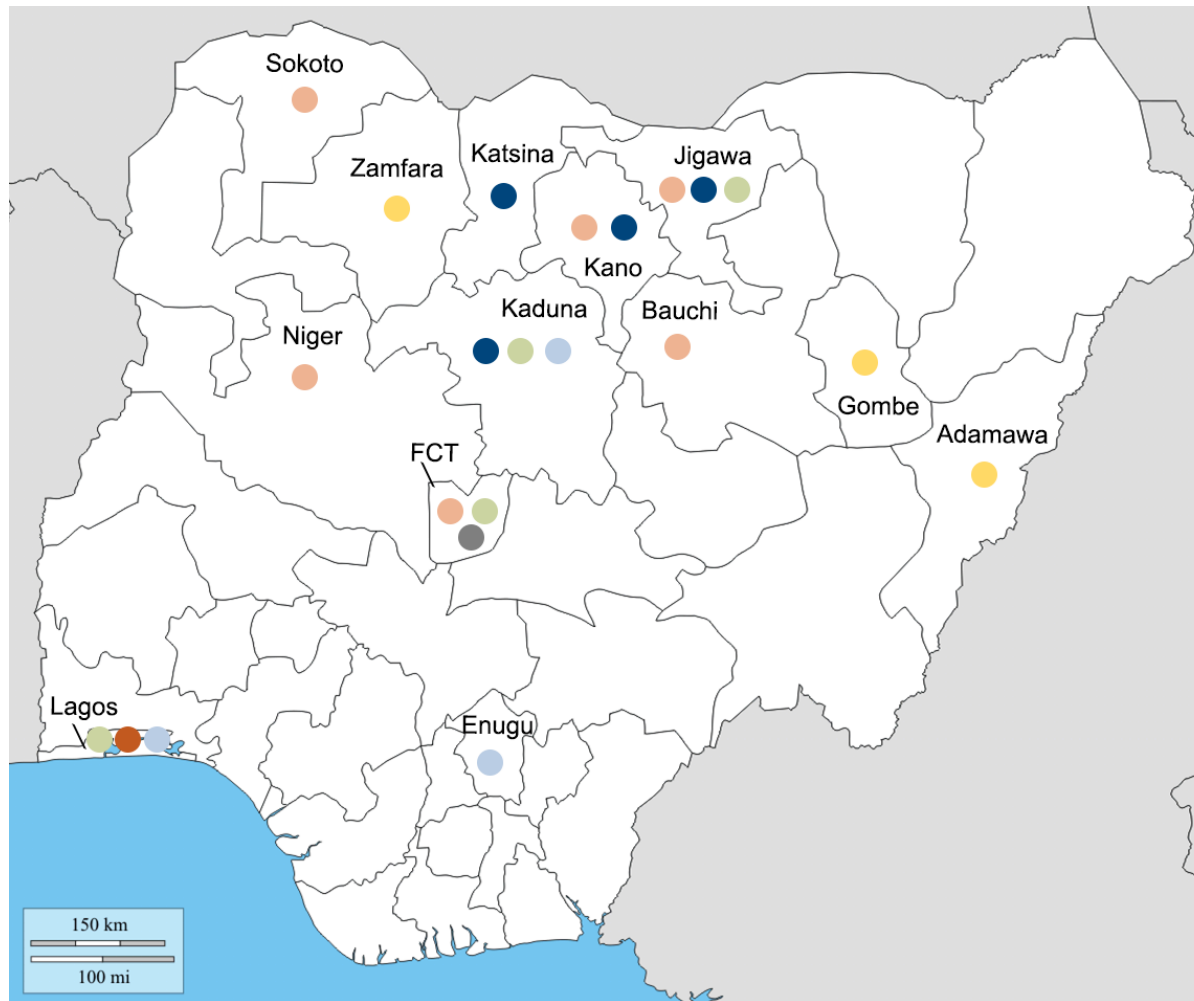 Sokoto
Katsina
Jigawa
Zamfara
Kano
Kaduna
Bauchi
Niger
Gombe
Adamawa
FCT
Lagos
Enugu
150 km
100 mi